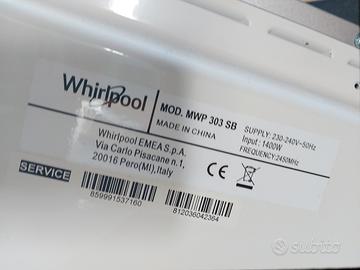 Whirlpool
MOD. MWP 303 SB
MADE IN CHINA
SUPPLY: 230-240V~50Hz
Input : 1400W
FREQUENCY: 2450MHz
Whirlpool EMEA S.p.A.
Via Carlo Pisacane n.1,
20016 Pero(MI),Italy
CE
SERVICE
859991537160
812036042364
subito